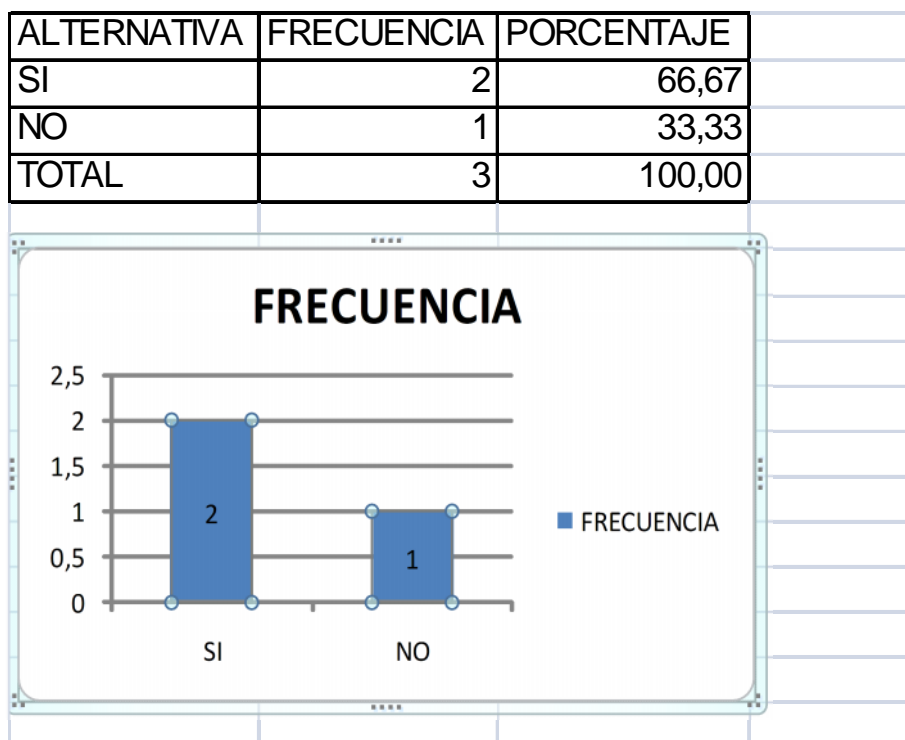 ALTERNATIVA FRECUENCIA PORCENTAJE
SI 2 66,67
NO 1 33,33
TOTAL 3 100,00
FRECUENCIA
2,5
2
1,5
1
0,5
0
2
1
SI NO
FRECUENCIA